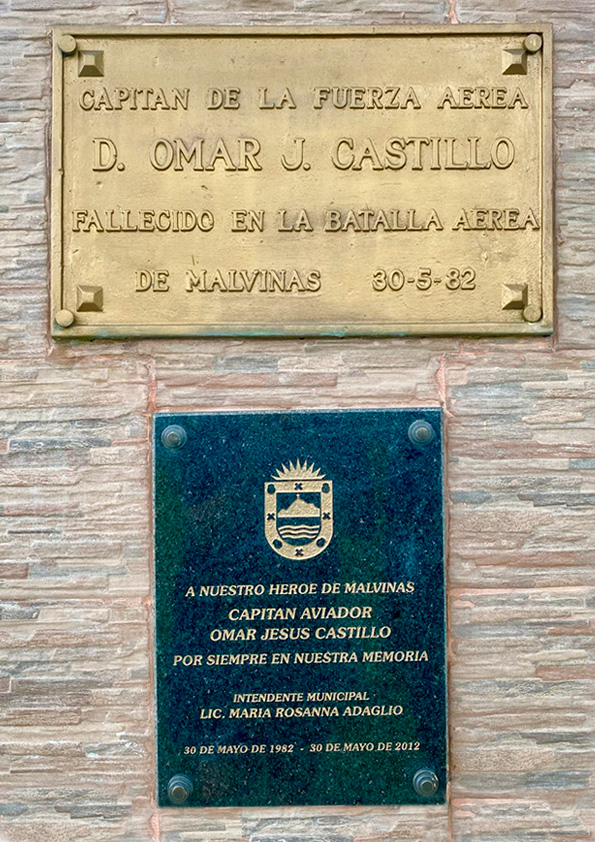 CAPITAN DE LA FUERZA AEREA
D. OMAR J. CASTILLO
FALLECIDO EN LA BATALLA AEREA
DE MALVINAS 30-5-82
A NUESTRO HEROE DE MALVINAS
CAPITAN AVIADOR
OMAR JESUS CASTILLO
POR SIEMPRE EN NUESTRA MEMORIA
INTENDENTE MUNICIPAL
LIC. MARIA ROSANNA ADAGLIO
30 DE MAYO DE 1982 - 30 DE MAYO DE 2012